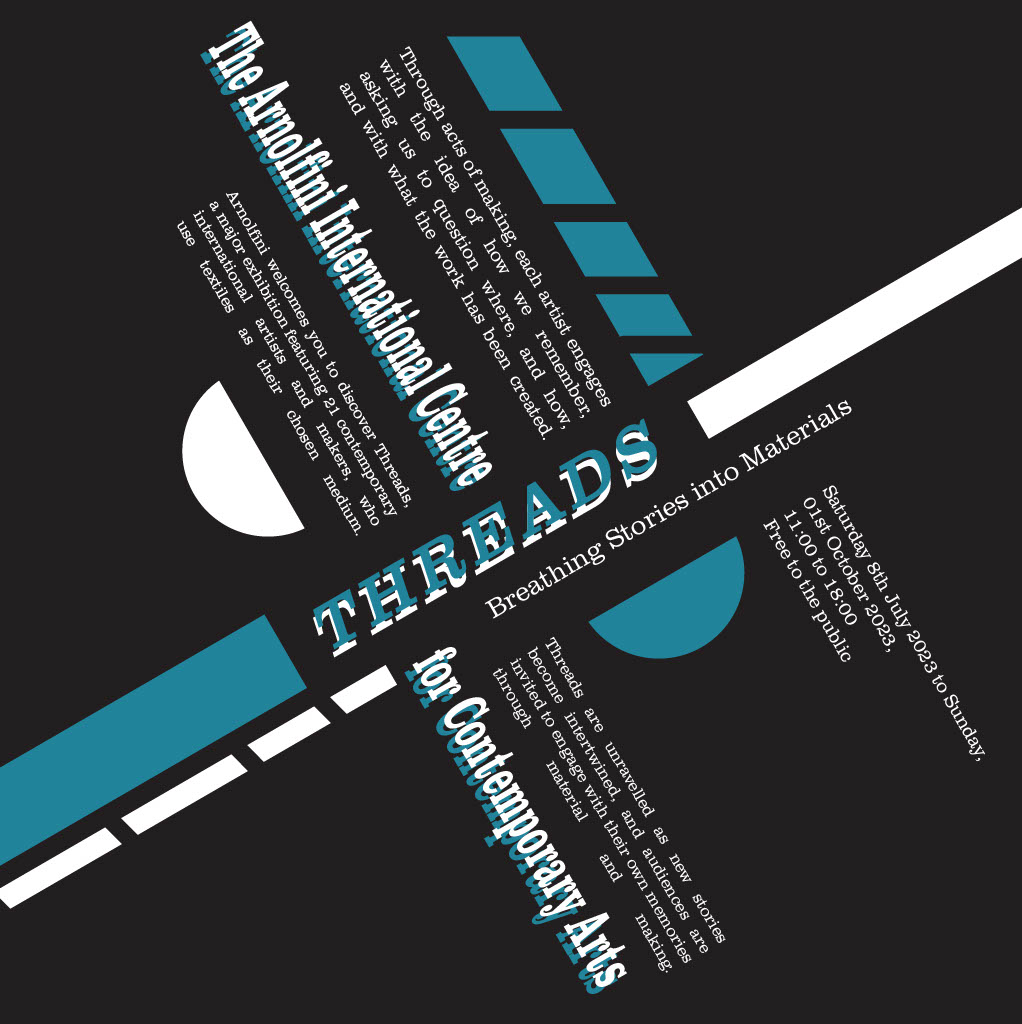 The Arnolfini International Centre
for Contemporary Arts
Through acts of making, each artist engages
with the idea of how we remember,
asking us to question where, and how,
and with what the work has been created.
Arnolfini welcomes you to discover Threads,
a major exhibition featuring 21 contemporary
international artists and makers, who
use textiles as their chosen medium.
THREADS
Breathing Stories into Materials
Saturday 8th July 2023 to Sunday,
01st October 2023,
11:00 to 18:00
Free to the public
Threads are unravelled as new stories
become intertwined, and audiences are
invited to engage with their own memories
through material and making.